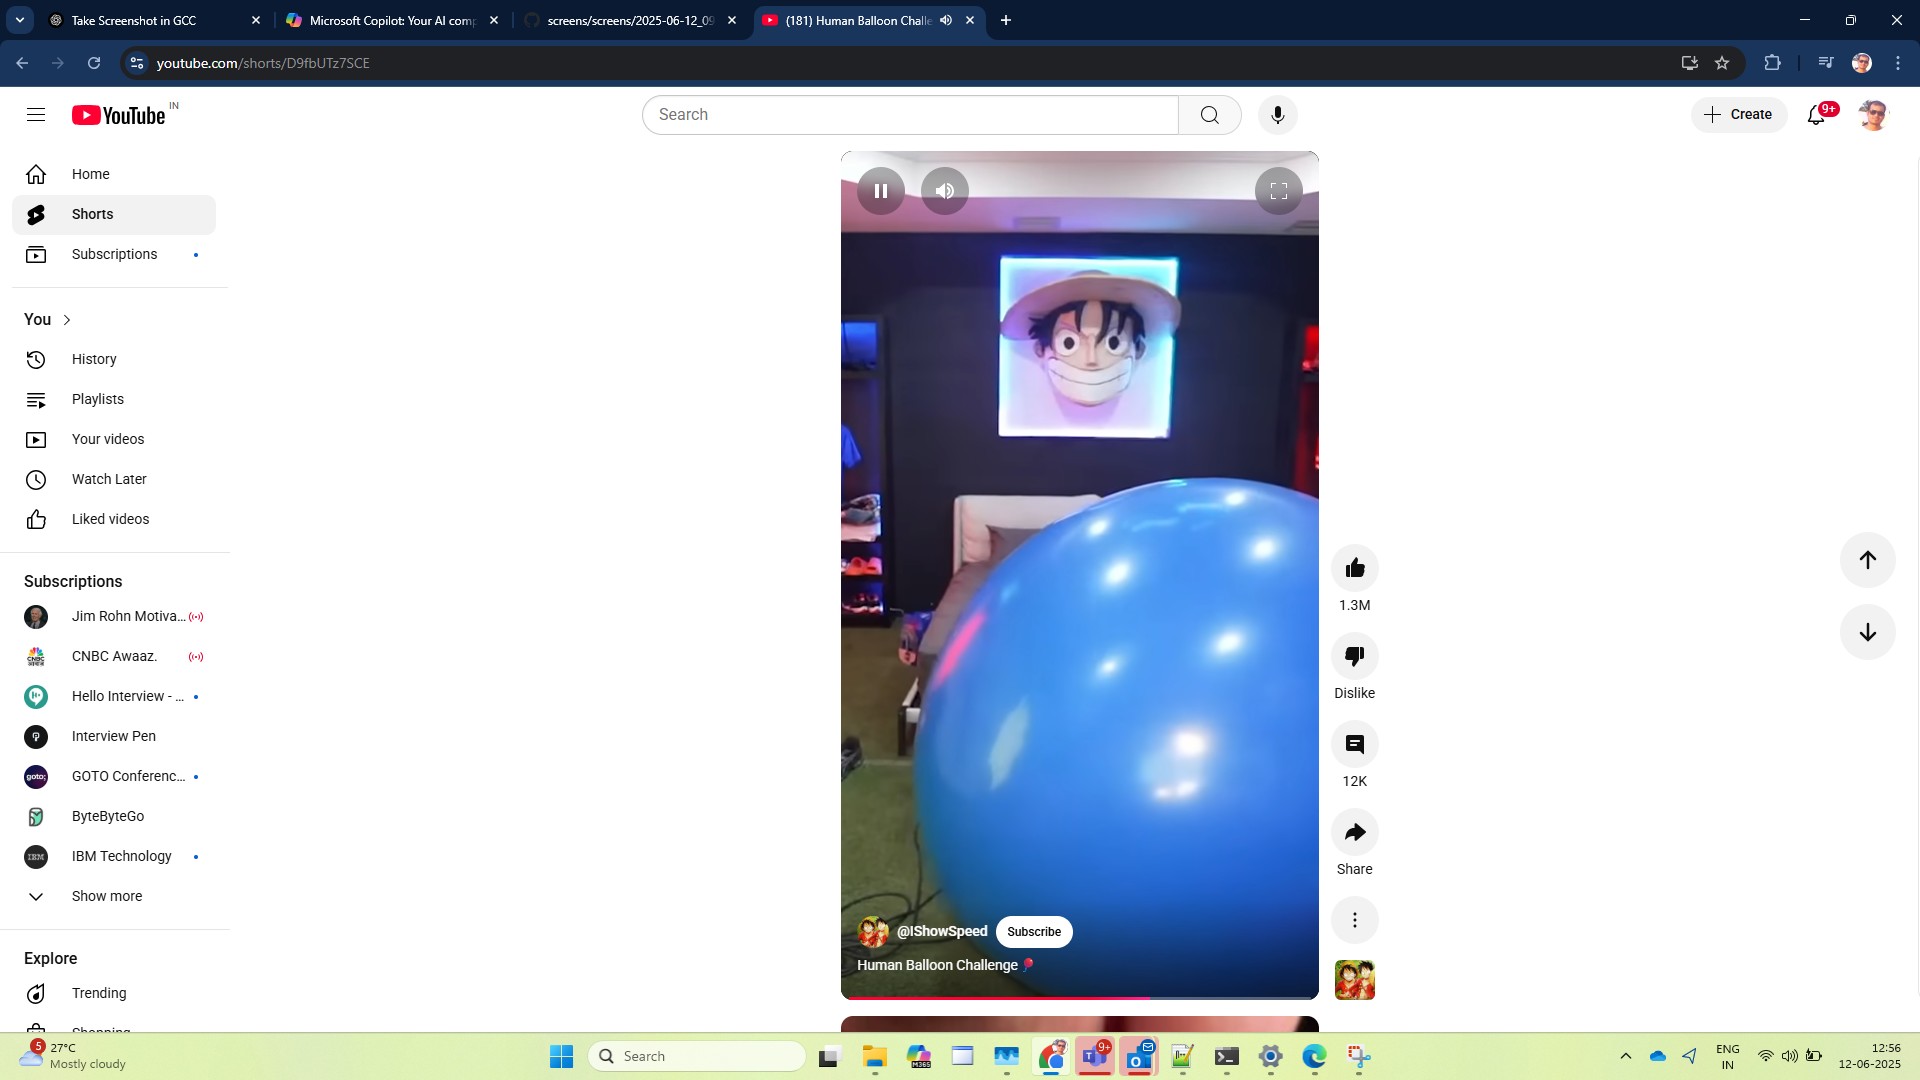 Take Screenshot in GCC
Microsoft Copilot: Your AI comp
screens/screens/2025-06-12_09
(181) Human Balloon Challe
youtube.com/shorts/D9fbUTz7SCE
YouTube IN
Search
Create
9+
Home
Shorts
Subscriptions
You
History
Playlists
Your videos
Watch Later
Liked videos
Subscriptions
Jim Rohn Motiva...
CNBC Awaaz.
Hello Interview - ...
Interview Pen
GOTO Conferenc...
ByteByteGo
IBM Technology
Show more
Explore
Trending
Shopping
@IShowSpeed
Subscribe
Human Balloon Challenge
1.3M
Dislike
12K
Share
5
27°C
Mostly cloudy
Search
M365
9+
ENG
IN
12:56
12-06-2025